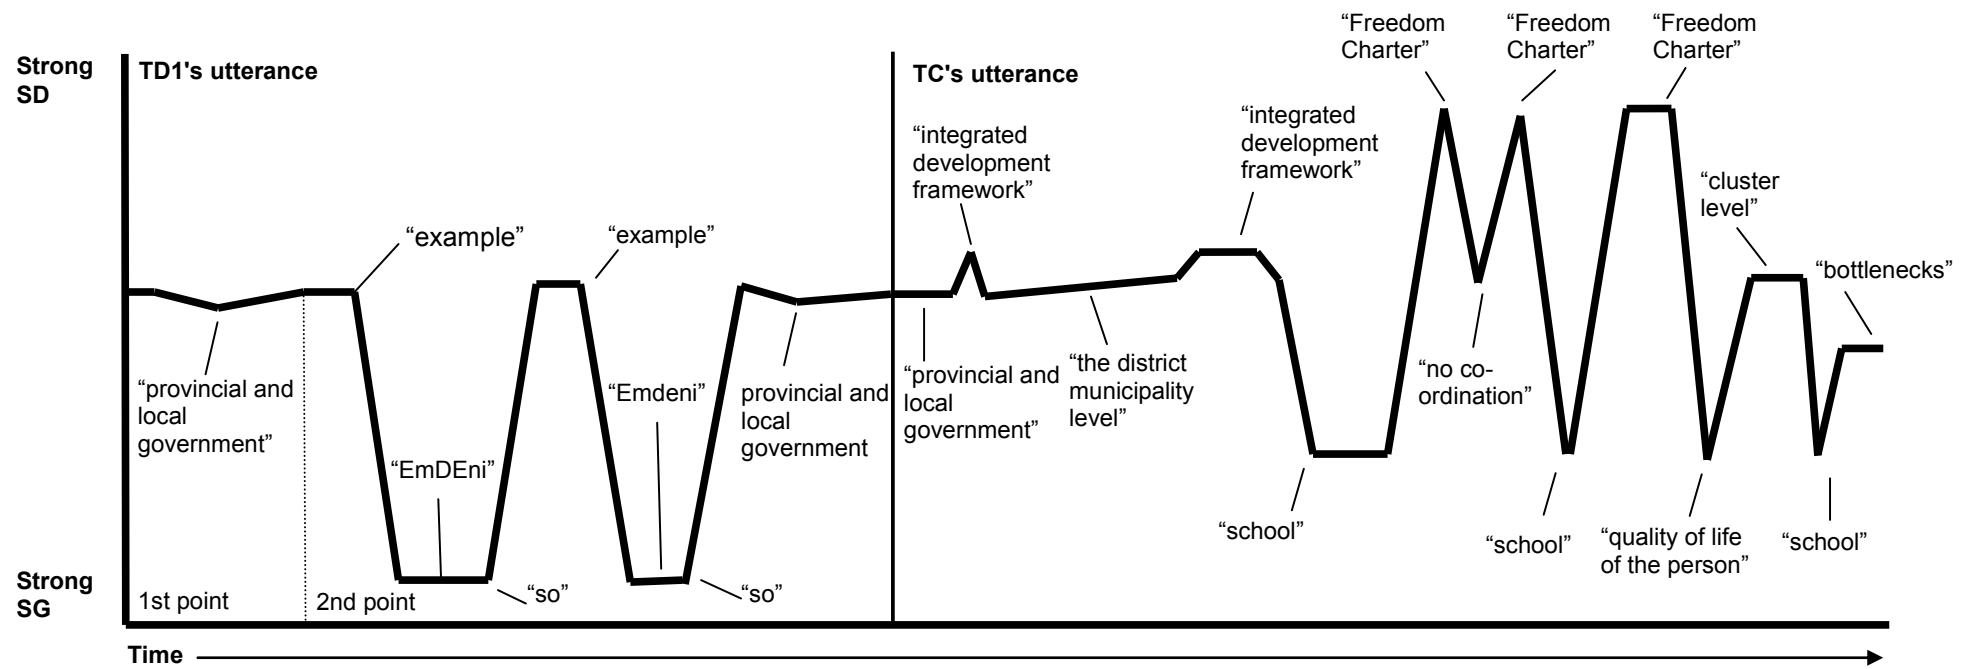 Strong
SD
TD1's utterance
TC's utterance
“Freedom
Charter”
“Freedom
Charter”
“Freedom
Charter”
“integrated
development
framework”
“integrated
development
framework”
“cluster
level”
“example”
“example”
“bottlenecks”
“provincial and
local
government”
“EmDEni”
“Emdeni”
provincial and
local
government
“provincial and
local
government”
“the district
municipality
level”
“no co-
ordination”
“school”
“school”
“quality of life
of the person”
“school”
“so”
“so”
Strong
SG
1st point
2nd point
Time